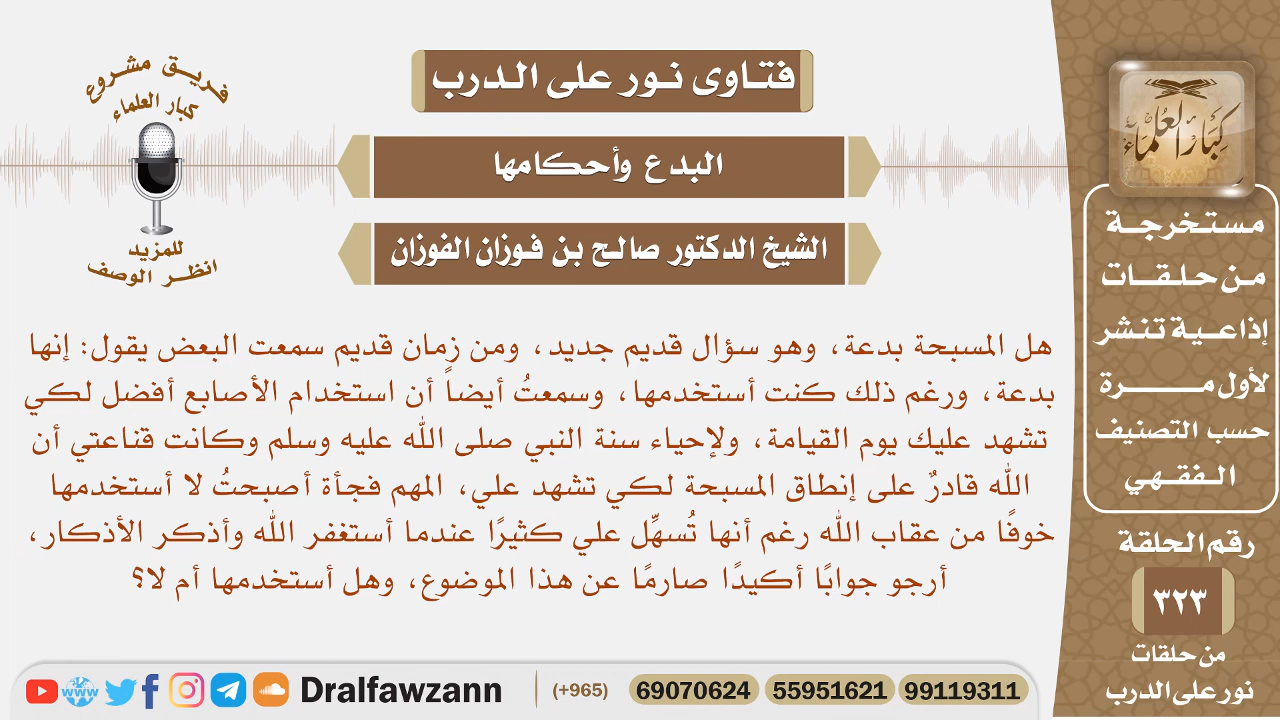 فتاوى نور على الدرب
البدع وأحكامها
الشيخ الدكتور صالح بن فوزان الفوزان
فريق مشروع
كبار العلماء
للمزيد
انظر الوصف
كبار العلماء
مستخرجة
من حلقات
إذاعية تنشر
لأول مرة
حسب التصنيف
الفقهي
رقم الحلقة
٣٢٣
من حلقات
نور على الدرب
هل المسبحة بدعة، وهو سؤال قديم جديد، ومن زمان قديم سمعت البعض يقول: إنها
بدعة، ورغم ذلك كنت أستخدمها، وسمعتُ أيضاً أن استخدام الأصابع أفضل لكي
تشهد عليك يوم القيامة، ولإحياء سنة النبي صلى الله عليه وسلم وكانت قناعتي أن
الله قادرٌ على إنطاق المسبحة لكي تشهد علي، المهم فجأة أصبحتُ لا أستخدمها
خوفًا من عقاب الله رغم أنها تُسهِّل علي كثيرًا عندما أستغفر الله وأذكر الأذكار،
أرجو جوابًا أكيدًا صارمًا عن هذا الموضوع، وهل أستخدمها أم لا؟
www
Dralfawzann (+965) 69070624 55951621 99119311